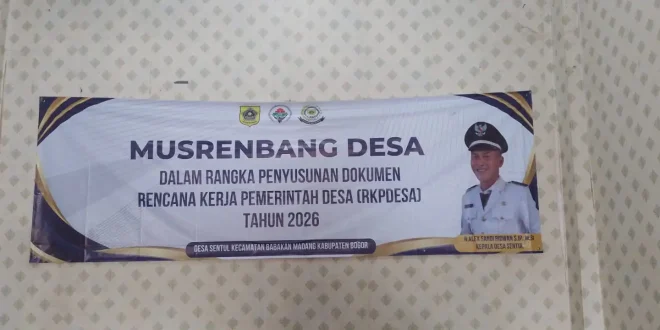 MUSRENBANG DESA
DALAM RANGKA PENYUSUNAN DOKUMEN
RENCANA KERJA PEMERINTAH DESA (RKPDESA)
TAHUN 2026
DESA SENTUL KECAMATAN BABAKAN MADANG KABUPATEN BOGOR
KEPALA DESA SENTUL